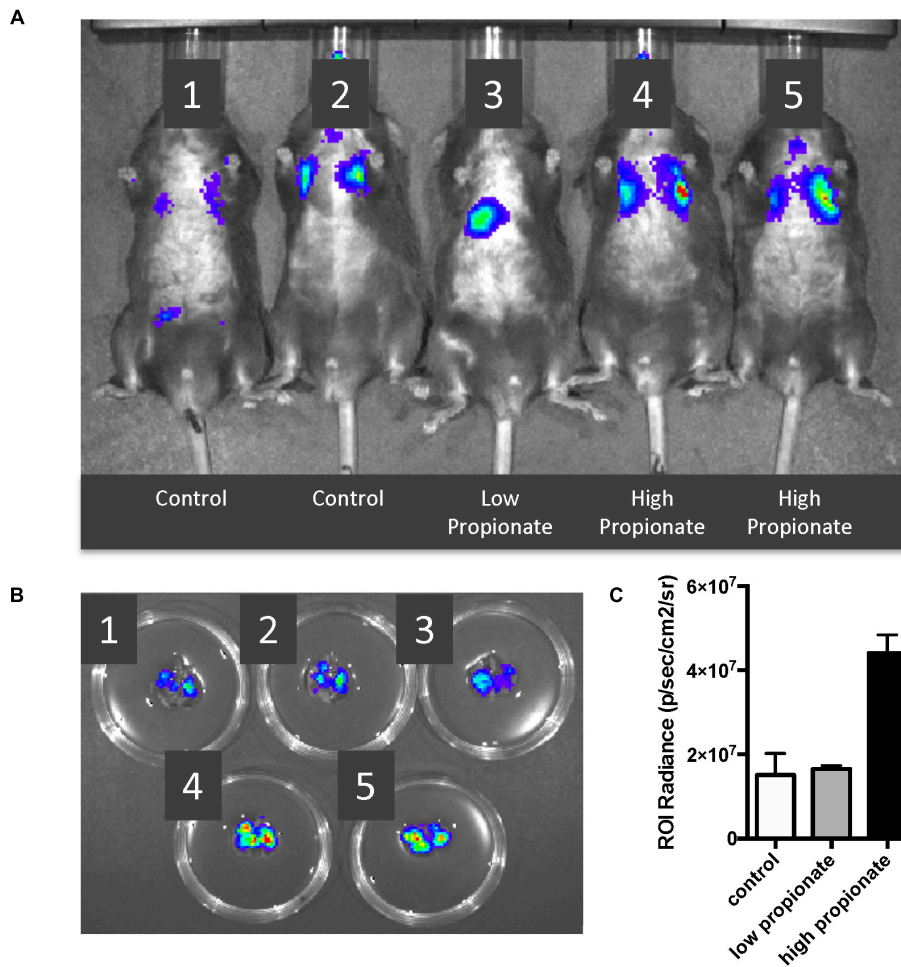 A
1 2 3 4 5
Control Control Low Propionate High Propionate High Propionate
B
1 2 3
4 5
C
ROI Radiance (p/sec/cm2/sr)
6×10⁷
4×10⁷
2×10⁷
0
control
low propionate
high propionate